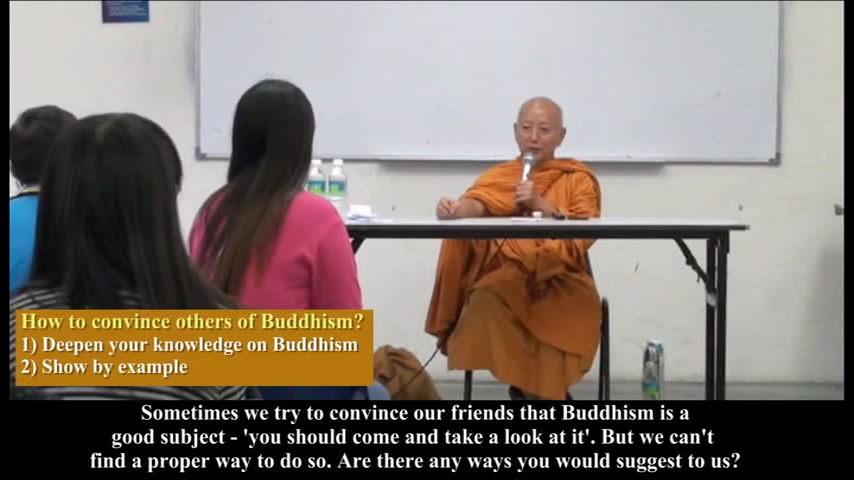 How to convince others of Buddhism?
1) Deepen your knowledge on Buddhism
2) Show by example
Sometimes we try to convince our friends that Buddhism is a
good subject - 'you should come and take a look at it'. But we can't
find a proper way to do so. Are there any ways you would suggest to us?